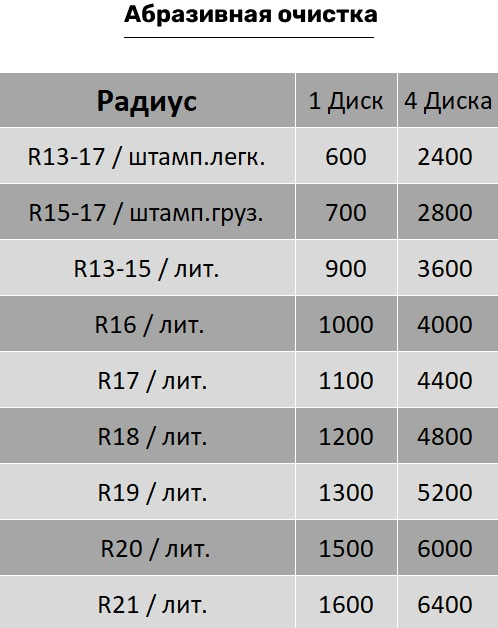 Абразивная очистка
Радиус 1 Диск 4 Диска
R13-17 / штамп.легк. 600 2400
R15-17 / штамп.груз. 700 2800
R13-15 / лит. 900 3600
R16 / лит. 1000 4000
R17 / лит. 1100 4400
R18 / лит. 1200 4800
R19 / лит. 1300 5200
R20 / лит. 1500 6000
R21 / лит. 1600 6400